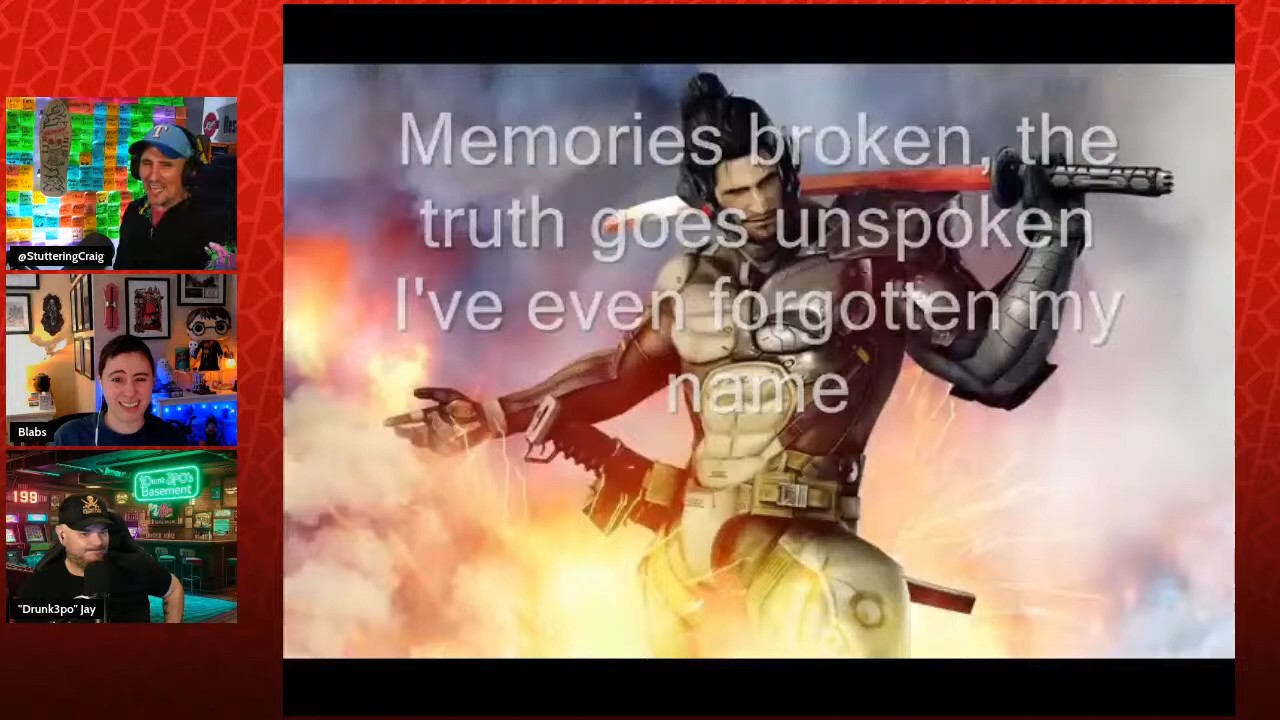 Memories broken, the
truth goes unspoken
I've even forgotten my
name
@StutteringCraig
Blabs
199
Drunk 3PO's
Basement
"Drunk3po" Jay